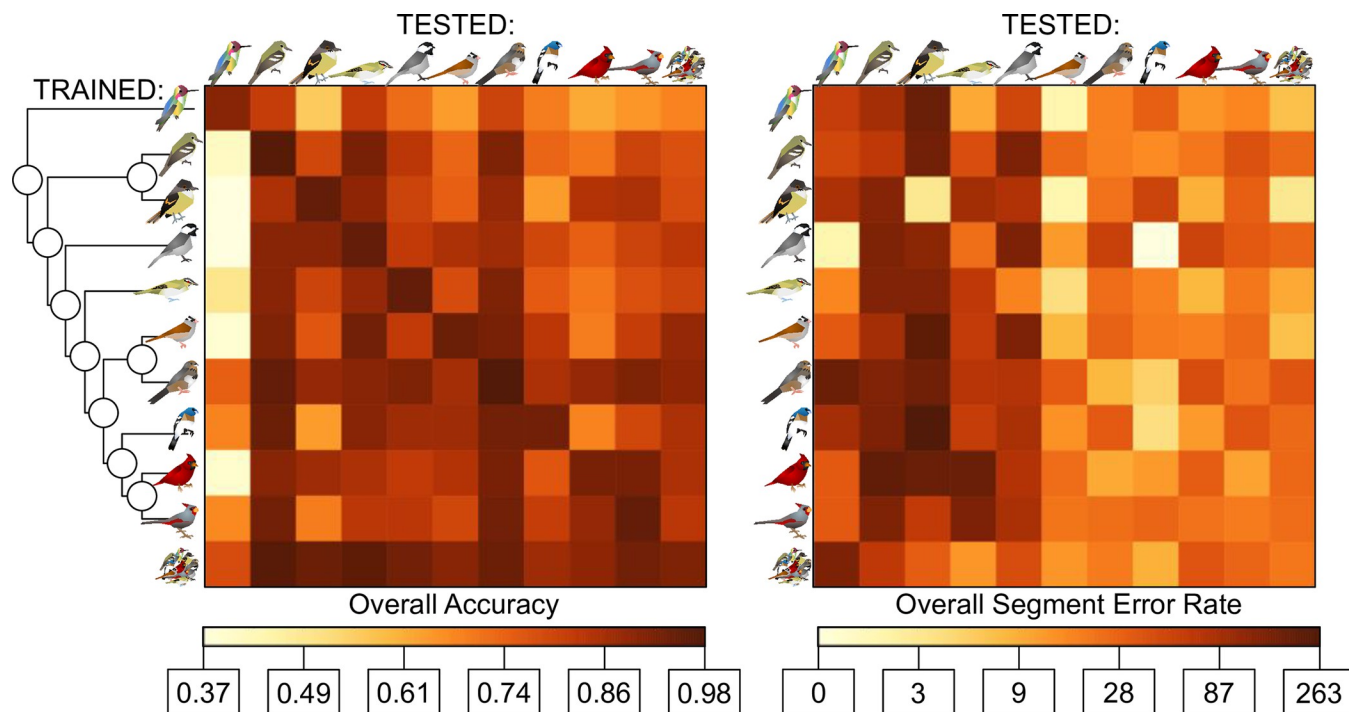 TESTED:
TESTED:
TRAINED:
Overall Accuracy
Overall Segment Error Rate
0.37 0.49 0.61 0.74 0.86 0.98
0 3 9 28 87 263